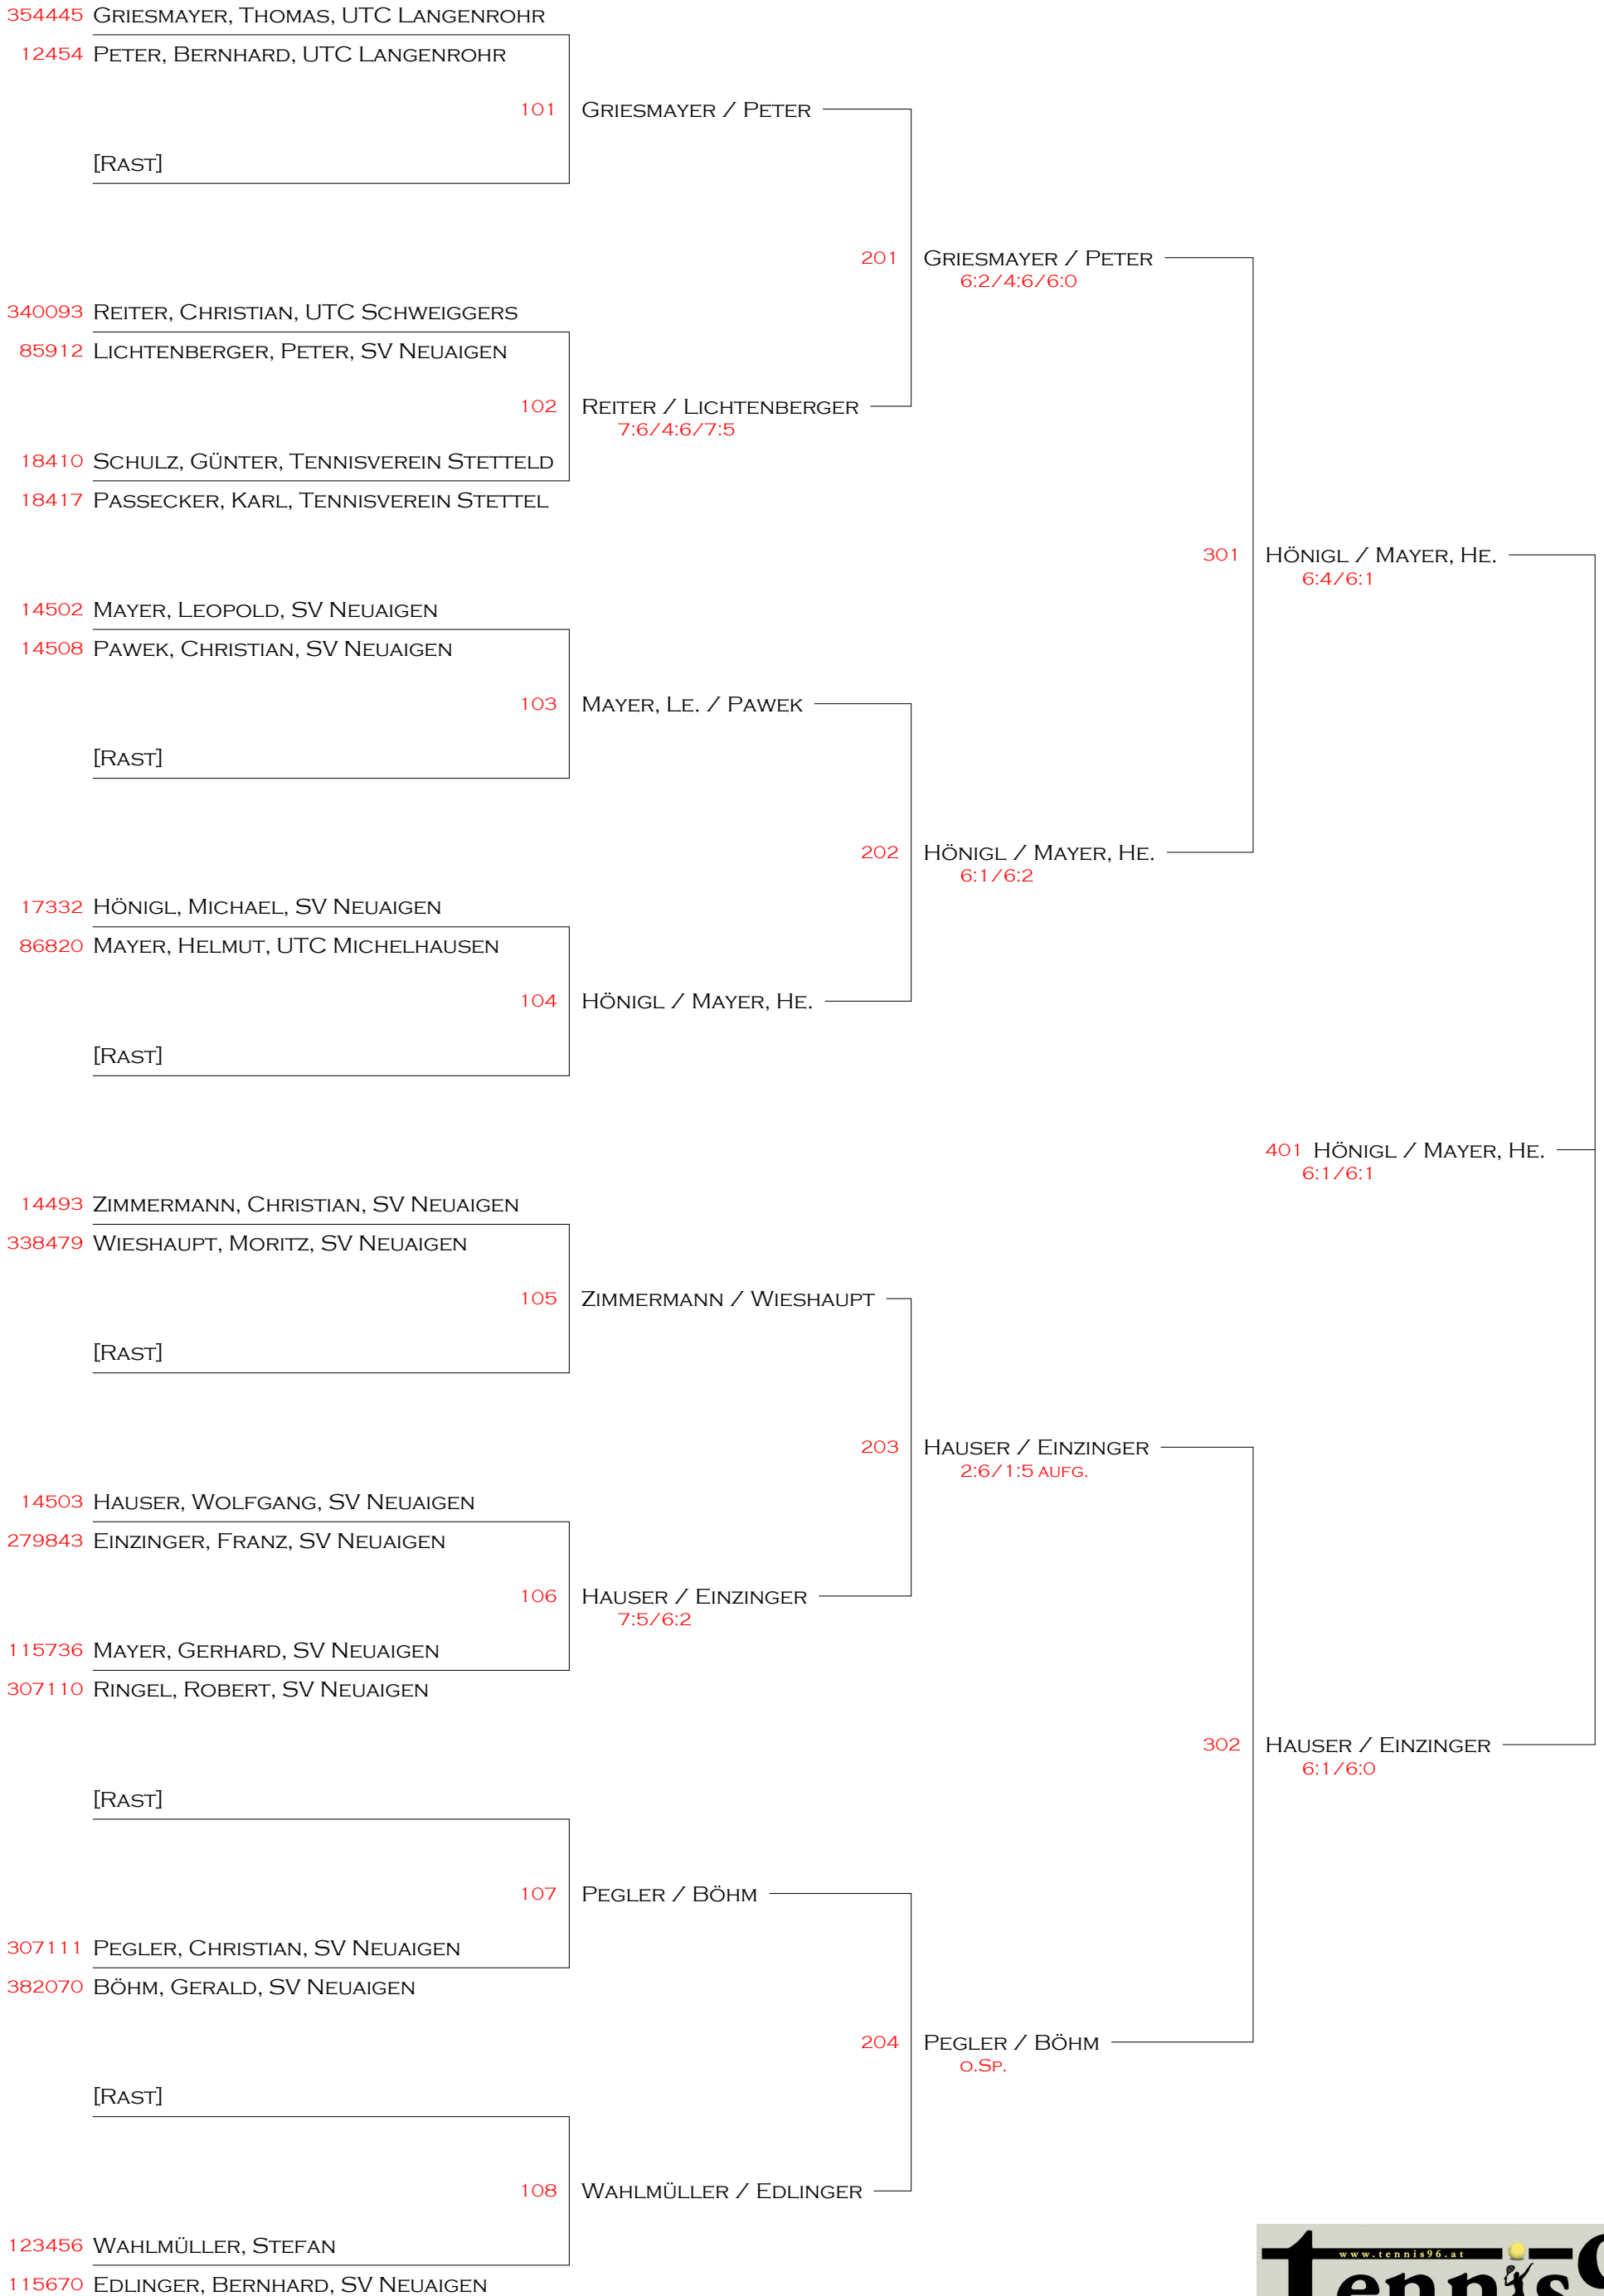 354445 Griesmayer, Thomas, UTC Langenrohr
12454 Peter, Bernhard, UTC Langenrohr
101 Griesmayer / Peter
[Rast]
201 Griesmayer / Peter
6:2/4:6/6:0
340093 Reiter, Christian, UTC Schweiggers
85912 Lichtenberger, Peter, SV Neuaigen
102 Reiter / Lichtenberger
7:6/4:6/7:5
18410 Schulz, Günter, Tennisverein Stetteld
18417 Passecker, Karl, Tennisverein Stettel
301 Hönigl / Mayer, He.
6:4/6:1
14502 Mayer, Leopold, SV Neuaigen
14508 Pawek, Christian, SV Neuaigen
103 Mayer, Le. / Pawek
[Rast]
202 Hönigl / Mayer, He.
6:1/6:2
17332 Hönigl, Michael, SV Neuaigen
86820 Mayer, Helmut, UTC Michelhausen
104 Hönigl / Mayer, He.
[Rast]
401 Hönigl / Mayer, He.
6:1/6:1
14493 Zimmermann, Christian, SV Neuaigen
338479 Wieshaupt, Moritz, SV Neuaigen
105 Zimmermann / Wieshaupt
[Rast]
203 Hauser / Einzinger
2:6/1:5 aufg.
14503 Hauser, Wolfgang, SV Neuaigen
279843 Einzinger, Franz, SV Neuaigen
106 Hauser / Einzinger
7:5/6:2
115736 Mayer, Gerhard, SV Neuaigen
307110 Ringel, Robert, SV Neuaigen
302 Hauser / Einzinger
6:1/6:0
[Rast]
107 Pegler / Böhm
307111 Pegler, Christian, SV Neuaigen
382070 Böhm, Gerald, SV Neuaigen
204 Pegler / Böhm
o.Sp.
[Rast]
108 Wahlmüller / Edlinger
123456 Wahlmüller, Stefan
115670 Edlinger, Bernhard, SV Neuaigen
www.tennis96.at
tennis9